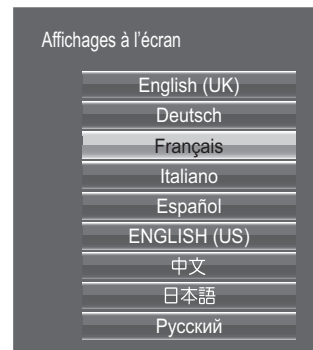 Affichages à l'écran
English (UK)
Deutsch
Français
Italiano
Español
ENGLISH (US)
中文
日本語
Русский